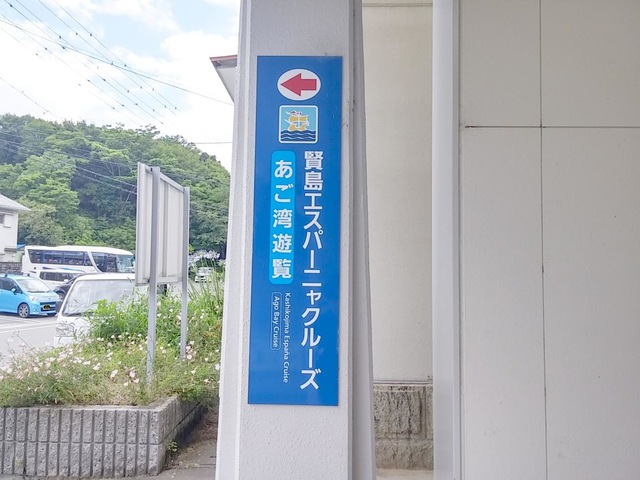 賢島エスパーニャクルーズ
あご湾遊覧
Kashikojima España Cruise
Ago Bay Cruise